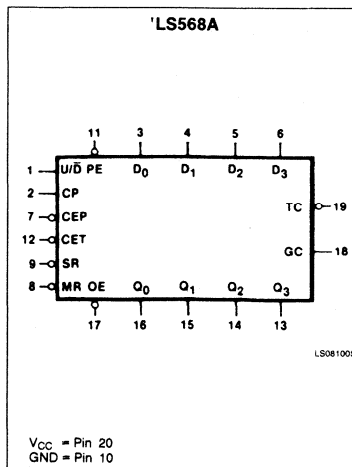 'LS568A
11 3 4 5 6
1 U/D̅ PE D₀ D₁ D₂ D₃
2 CP
7 CEP TC 19
12 CET
9 SR GC 18
8 MR OE Q₀ Q₁ Q₂ Q₃
17 16 15 14 13
LS08100S
V_CC = Pin 20
GND = Pin 10